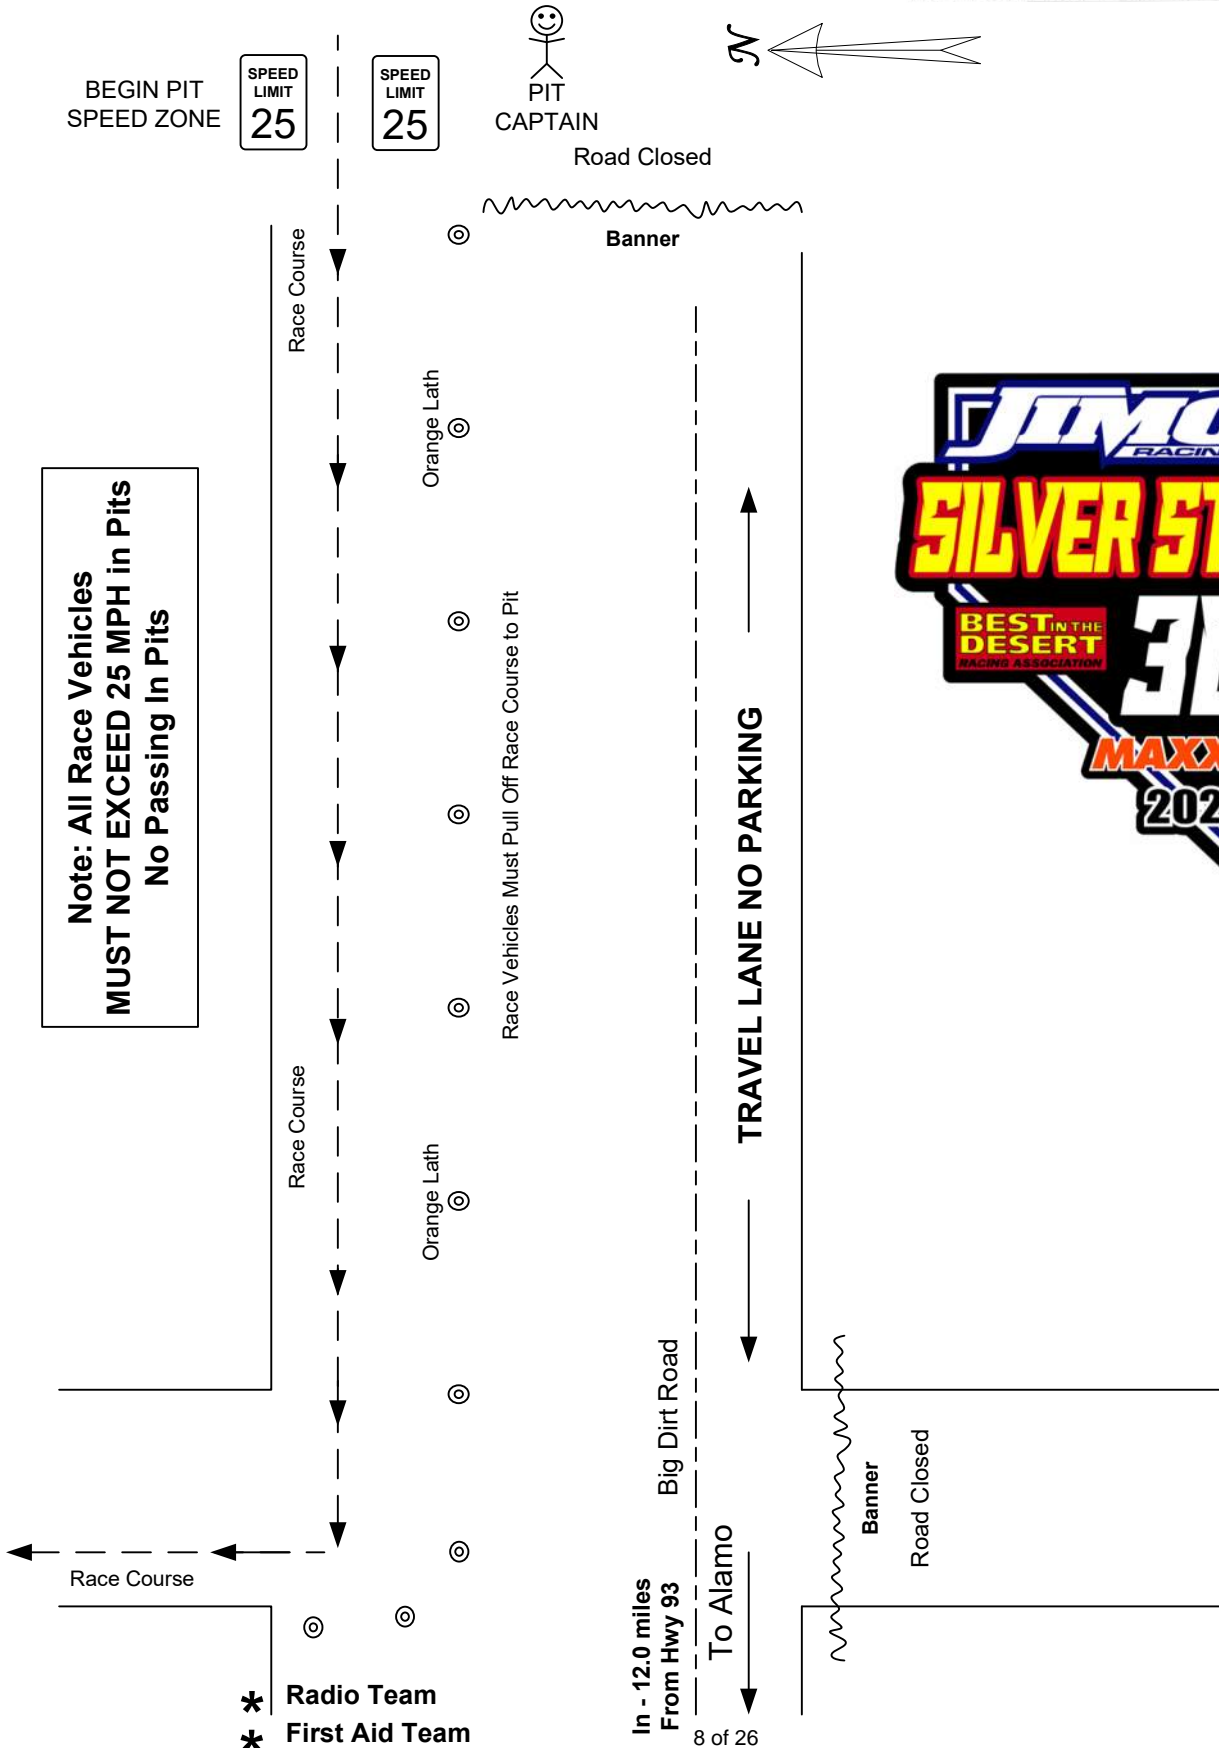 BEGIN PIT
SPEED ZONE
SPEED
LIMIT
25
SPEED
LIMIT
25
PIT
CAPTAIN
N
Road Closed
Banner
Race Course
Orange Lath
Note: All Race Vehicles
MUST NOT EXCEED 25 MPH in Pits
No Passing In Pits
Race Vehicles Must Pull Off Race Course to Pit
TRAVEL LANE NO PARKING
RACIN
SILVER ST
BEST IN THE
DESERT
RACING ASSOCIATION
MAXX
202
Race Course
Orange Lath
Big Dirt Road
Banner
Road Closed
Race Course
In - 12.0 miles
From Hwy 93
To Alamo
* Radio Team
* First Aid Team
8 of 26